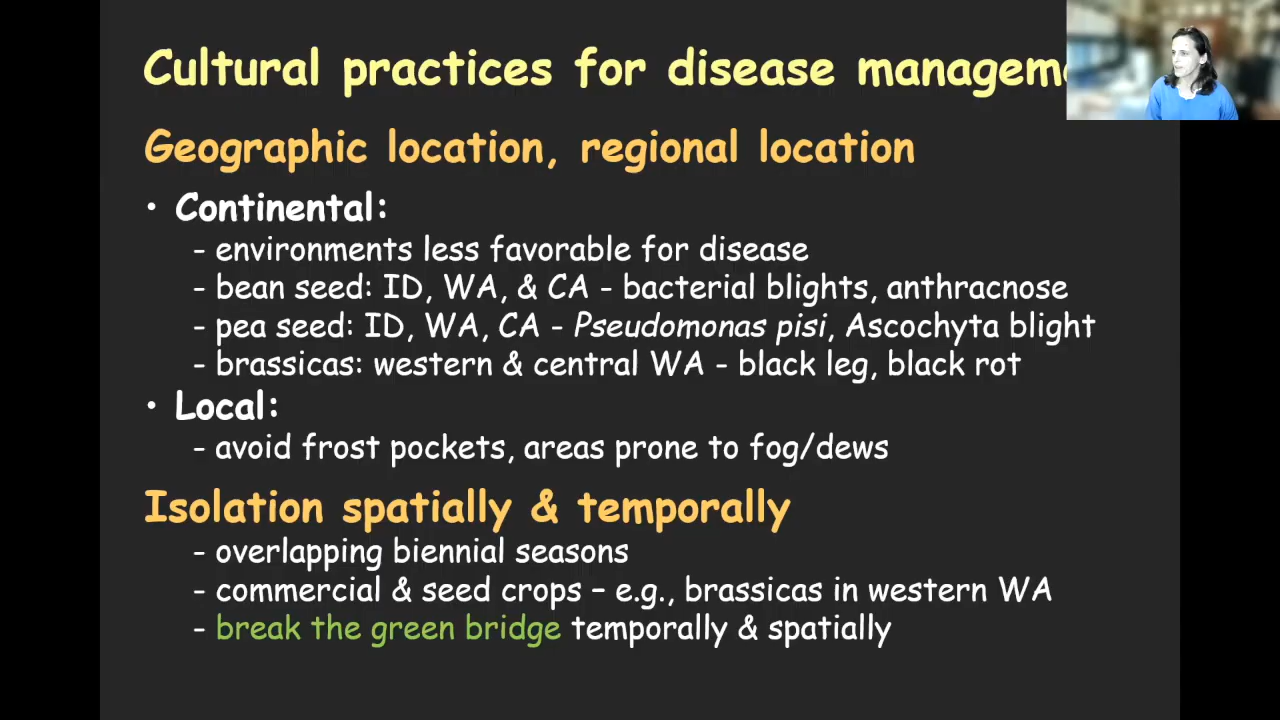 Cultural practices for disease managem
Geographic location, regional location
• Continental:
- environments less favorable for disease
- bean seed: ID, WA, & CA - bacterial blights, anthracnose
- pea seed: ID, WA, CA - Pseudomonas pisi, Ascochyta blight
- brassicas: western & central WA - black leg, black rot
• Local:
- avoid frost pockets, areas prone to fog/dews
Isolation spatially & temporally
- overlapping biennial seasons
- commercial & seed crops – e.g., brassicas in western WA
- break the green bridge temporally & spatially